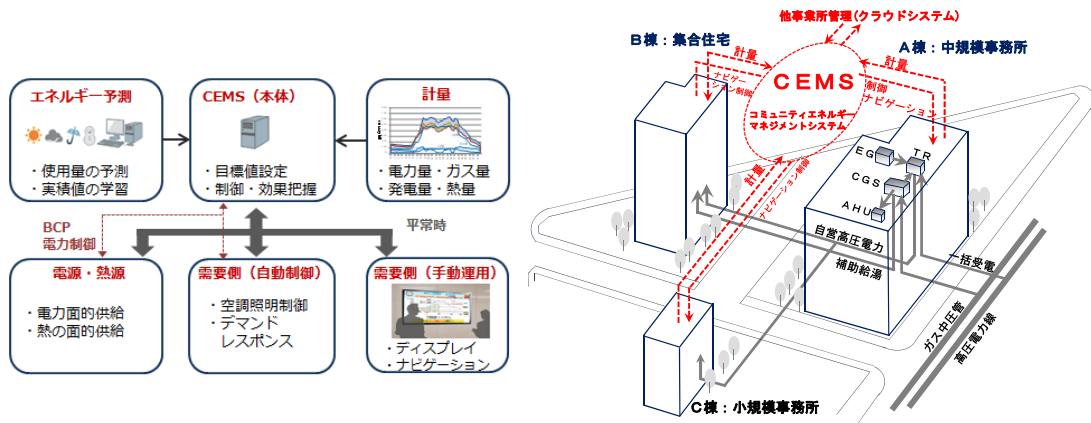 エネルギー予測
・使用量の予測
・実績値の学習
CEMS（本体）
・目標値設定
・制御・効果把握
計量
・電力量・ガス量
・発電量・熱量
BCP
電力制御
平常時
電源・熱源
・電力面的供給
・熱の面的供給
需要側（自動制御）
・空調照明制御
・デマンド
レスポンス
需要側（手動運用）
・ディスプレイ
・ナビゲーション
他事業所管理（クラウドシステム）
Ｂ棟：集合住宅
Ａ棟：中規模事務所
計量
ナビゲー
ション制御
ＣＥＭＳ
コミュニティエネルギー
マネジメントシステム
計量
制御
ナビゲーション
計量
ナビゲーション制御
ＥＧ
ＴＲ
ＣＧＳ
ＡＨＵ
自営高圧電力
補助給湯
一括受電
ガス中圧管
高圧電力線
Ｃ棟：小規模事務所